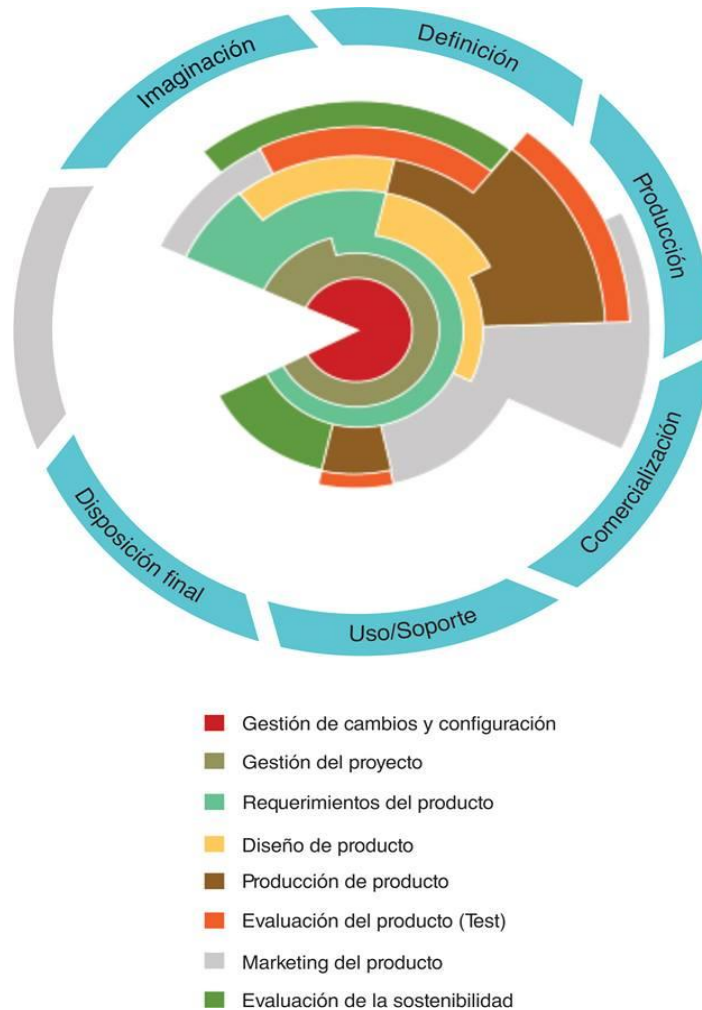 Imaginación
Definición
Producción
Comercialización
Uso/Soporte
Disposición final
Gestión de cambios y configuración
Gestión del proyecto
Requerimientos del producto
Diseño de producto
Producción de producto
Evaluación del producto (Test)
Marketing del producto
Evaluación de la sostenibilidad